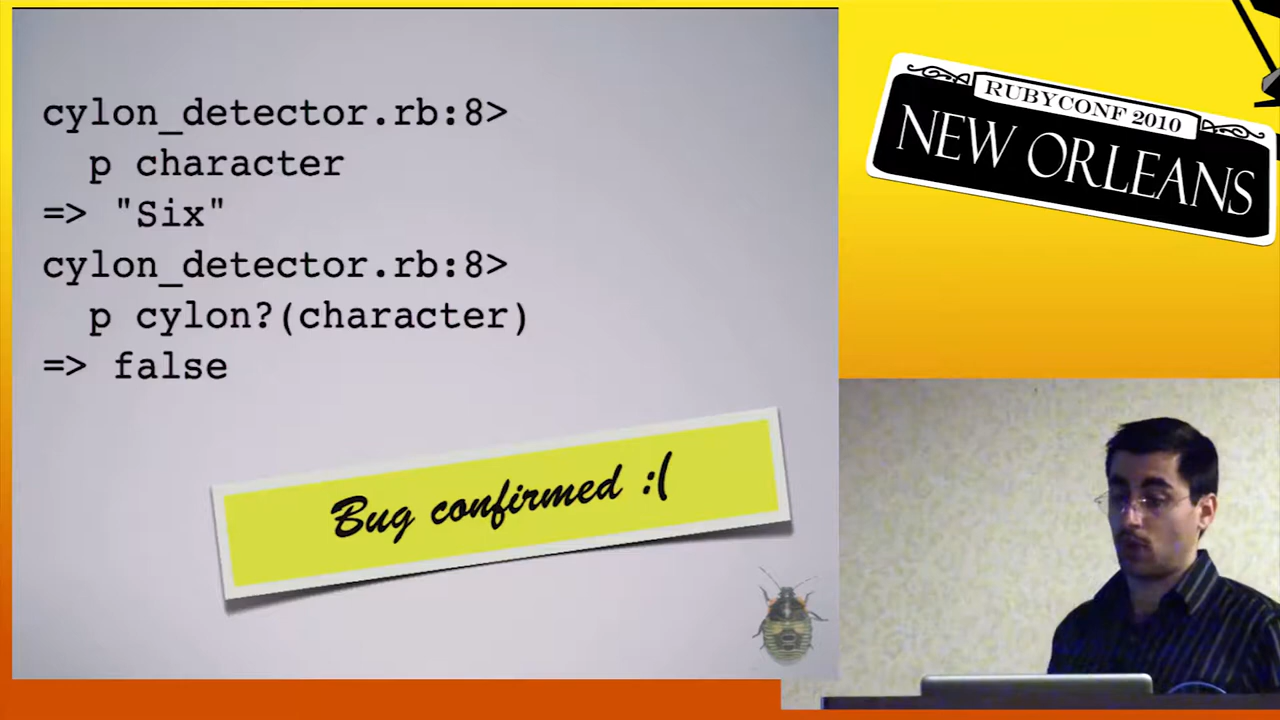 cylon_detector.rb:8>
p character
=> "Six"
cylon_detector.rb:8>
p cylon?(character)
=> false
Bug confirmed :(
RUBYCONF 2010
NEW ORLEANS